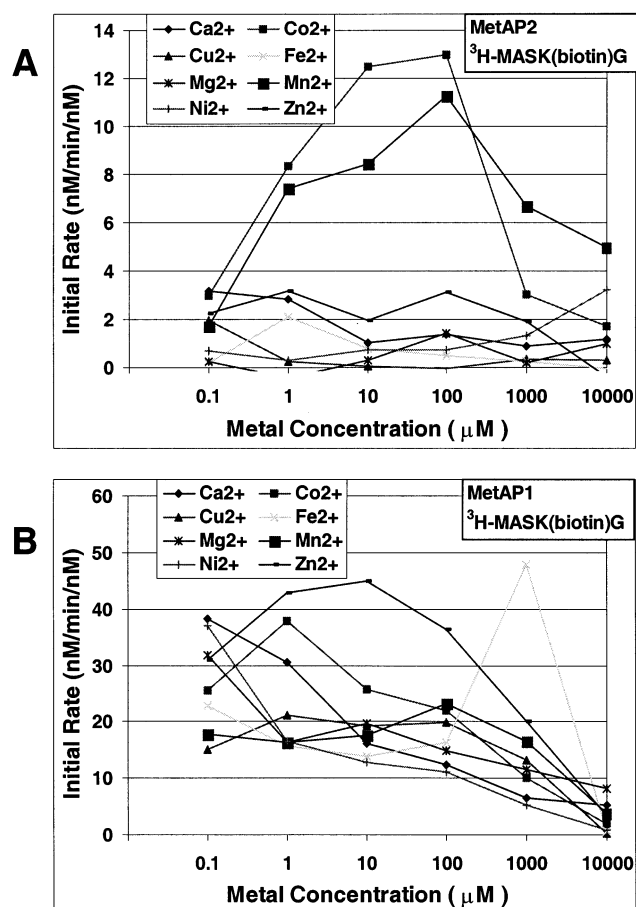 A
MetAP2
³H-MASK(biotin)G
Ca2+ Co2+
Cu2+ Fe2+
Mg2+ Mn2+
Ni2+ Zn2+
Initial Rate (nM/min/nM)
14
12
10
8
6
4
2
0
0.1 1 10 100 1000 10000
Metal Concentration ( μM )
B
MetAP1
³H-MASK(biotin)G
Ca2+ Co2+
Cu2+ Fe2+
Mg2+ Mn2+
Ni2+ Zn2+
Initial Rate (nM/min/nM)
60
50
40
30
20
10
0
0.1 1 10 100 1000 10000
Metal Concentration ( μM )